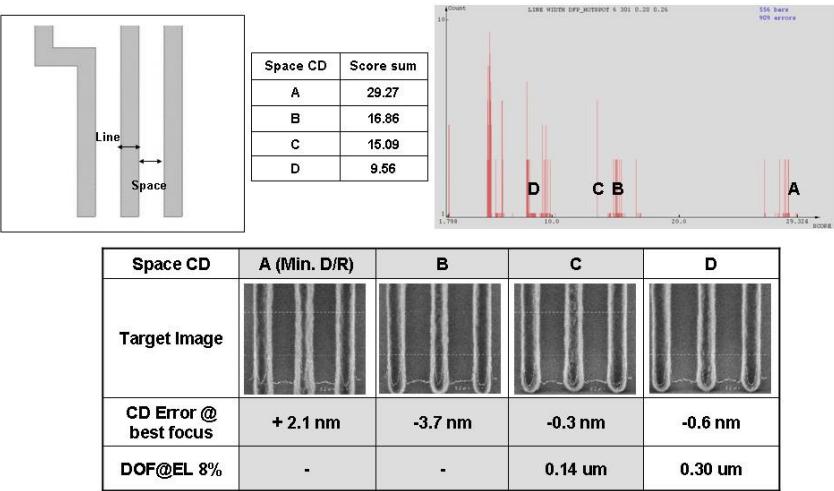 Line
Space
Space CD Score sum
A 29.27
B 16.86
C 15.09
D 9.56
Count
LINE WIDTH DFP_HOTSPOT 6 301 0.20 0.26
556 bars
909 errors
10
D C B A
1
1.798 10.0 20.0 29.324
SCORE
Space CD A (Min. D/R) B C D
Target Image
CD Error @
best focus + 2.1 nm -3.7 nm -0.3 nm -0.6 nm
DOF@EL 8% - - 0.14 um 0.30 um